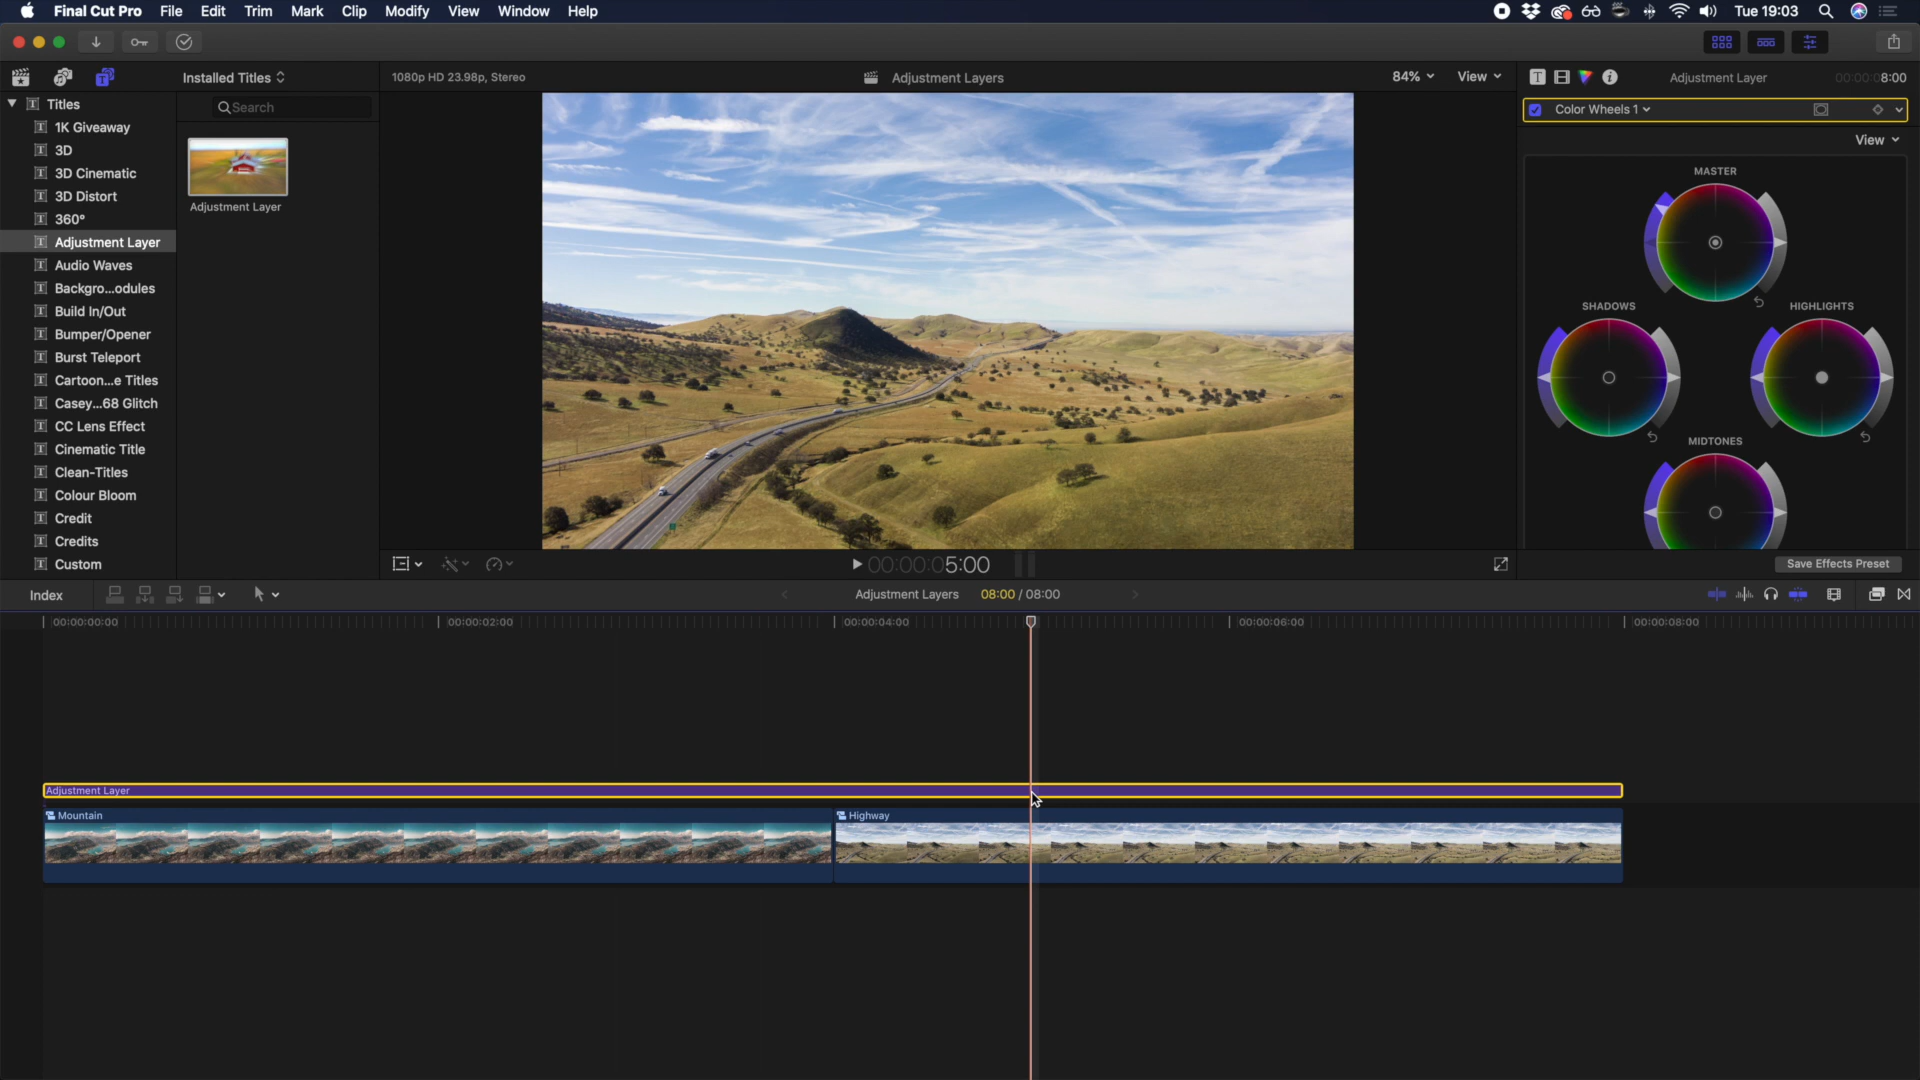 Final Cut Pro File Edit Trim Mark Clip Modify View Window Help Tue 19:03
Installed Titles
1080p HD 23.98p, Stereo
Adjustment Layers
84% View
Adjustment Layer
00:00:08:00
Titles
Search
Color Wheels 1
1K Giveaway
3D
3D Cinematic
3D Distort
360°
Adjustment Layer
Audio Waves
Backgro...odules
Build In/Out
Bumper/Opener
Burst Teleport
Cartoon...e Titles
Casey...68 Glitch
CC Lens Effect
Cinematic Title
Clean-Titles
Colour Bloom
Credit
Credits
Custom
Adjustment Layer
View
MASTER
SHADOWS
HIGHLIGHTS
MIDTONES
00:00:05:00
Save Effects Preset
Index
Adjustment Layers 08:00 / 08:00
00:00:00:00 00:00:02:00 00:00:04:00 00:00:06:00 00:00:08:00
Adjustment Layer
Mountain
Highway